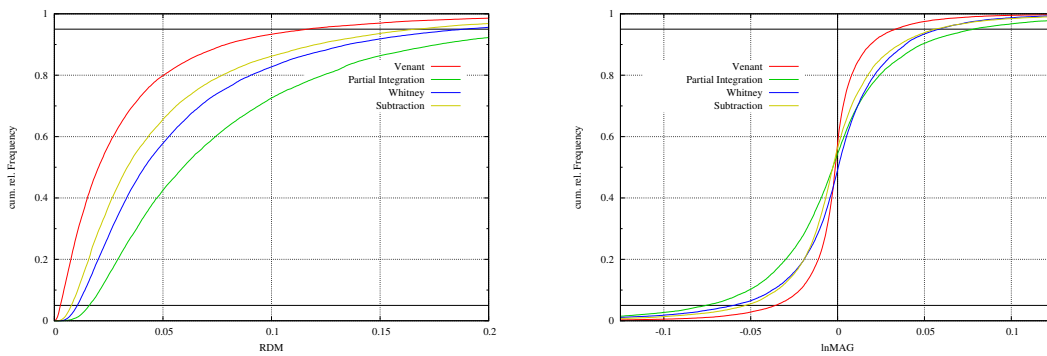 1
0.8
0.6
0.4
0.2
0
cum. rel. Frequency
Venant
Partial Integration
Whitney
Subtraction
0
0.05
0.1
0.15
0.2
RDM
1
0.8
0.6
0.4
0.2
0
cum. rel. Frequency
Venant
Partial Integration
Whitney
Subtraction
-0.1
-0.05
0
0.05
0.1
lnMAG